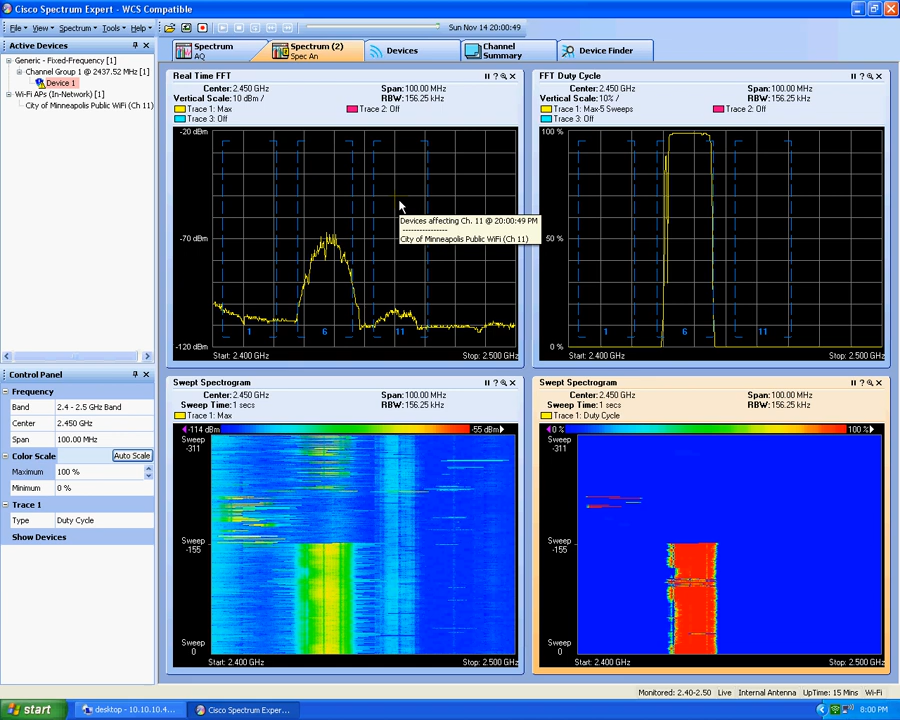 Cisco Spectrum Expert - WCS Compatible
File View Spectrum Tools Help
Sun Nov 14 20:00:49
Active Devices
Generic - Fixed-Frequency [1]
Channel Group 1 @ 2437.52 MHz [1]
Device 1
Wi-Fi APs (In-Network) [1]
City of Minneapolis Public WiFi (Ch 11)
Spectrum
AQ
Spectrum (2)
Spec An
Devices
Channel
Summary
Device Finder
Real Time FFT
Center: 2.450 GHz
Span: 100.00 MHz
Vertical Scale: 10 dBm /
RBW: 156.25 kHz
Trace 1: Max
Trace 2: Off
Trace 3: Off
-20 dBm
-70 dBm
-120 dBm
1
6
11
Start: 2.400 GHz
Stop: 2.500 GHz
Devices affecting Ch. 11 @ 20:00:49 PM
----------------
City of Minneapolis Public WiFi (Ch 11)
FFT Duty Cycle
Center: 2.450 GHz
Span: 100.00 MHz
Vertical Scale: 10% /
RBW: 156.25 kHz
Trace 1: Max-5 Sweeps
Trace 2: Off
Trace 3: Off
100 %
50 %
0 %
1
6
11
Start: 2.400 GHz
Stop: 2.500 GHz
Control Panel
Frequency
Band 2.4 - 2.5 GHz Band
Center 2.450 GHz
Span 100.00 MHz
Color Scale Auto Scale
Maximum 100 %
Minimum 0 %
Trace 1
Type Duty Cycle
Show Devices
Swept Spectrogram
Center: 2.450 GHz
Span: 100.00 MHz
Sweep Time: 1 secs
RBW: 156.25 kHz
Trace 1: Max
-114 dBm
-55 dBm
Sweep
-311
Sweep
-155
Sweep
0
Start: 2.400 GHz
Stop: 2.500 GHz
Swept Spectrogram
Center: 2.450 GHz
Span: 100.00 MHz
Sweep Time: 1 secs
RBW: 156.25 kHz
Trace 1: Duty Cycle
0 %
100 %
Sweep
-311
Sweep
-155
Sweep
0
Start: 2.400 GHz
Stop: 2.500 GHz
Monitored: 2.40-2.50 Live Internal Antenna UpTime: 15 Mins Wi-Fi
start
desktop - 10.10.10.4...
Cisco Spectrum Exper...
8:00 PM